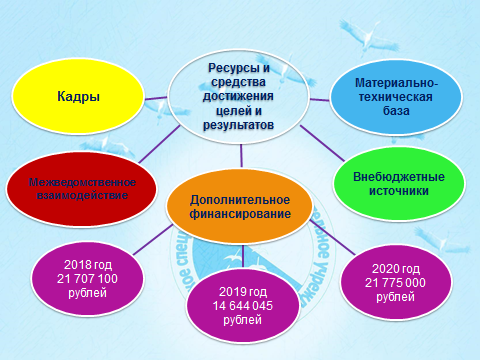 Ресурсы и
средства
достижения
целей и
результатов
Кадры
Материально-
техническая
база
Межведомственное
взаимодействие
Дополнительное
финансирование
Внебюджетные
источники
2018 год
21 707 100
рублей
2019 год
14 644 045
рублей
2020 год
21 775 000
рублей